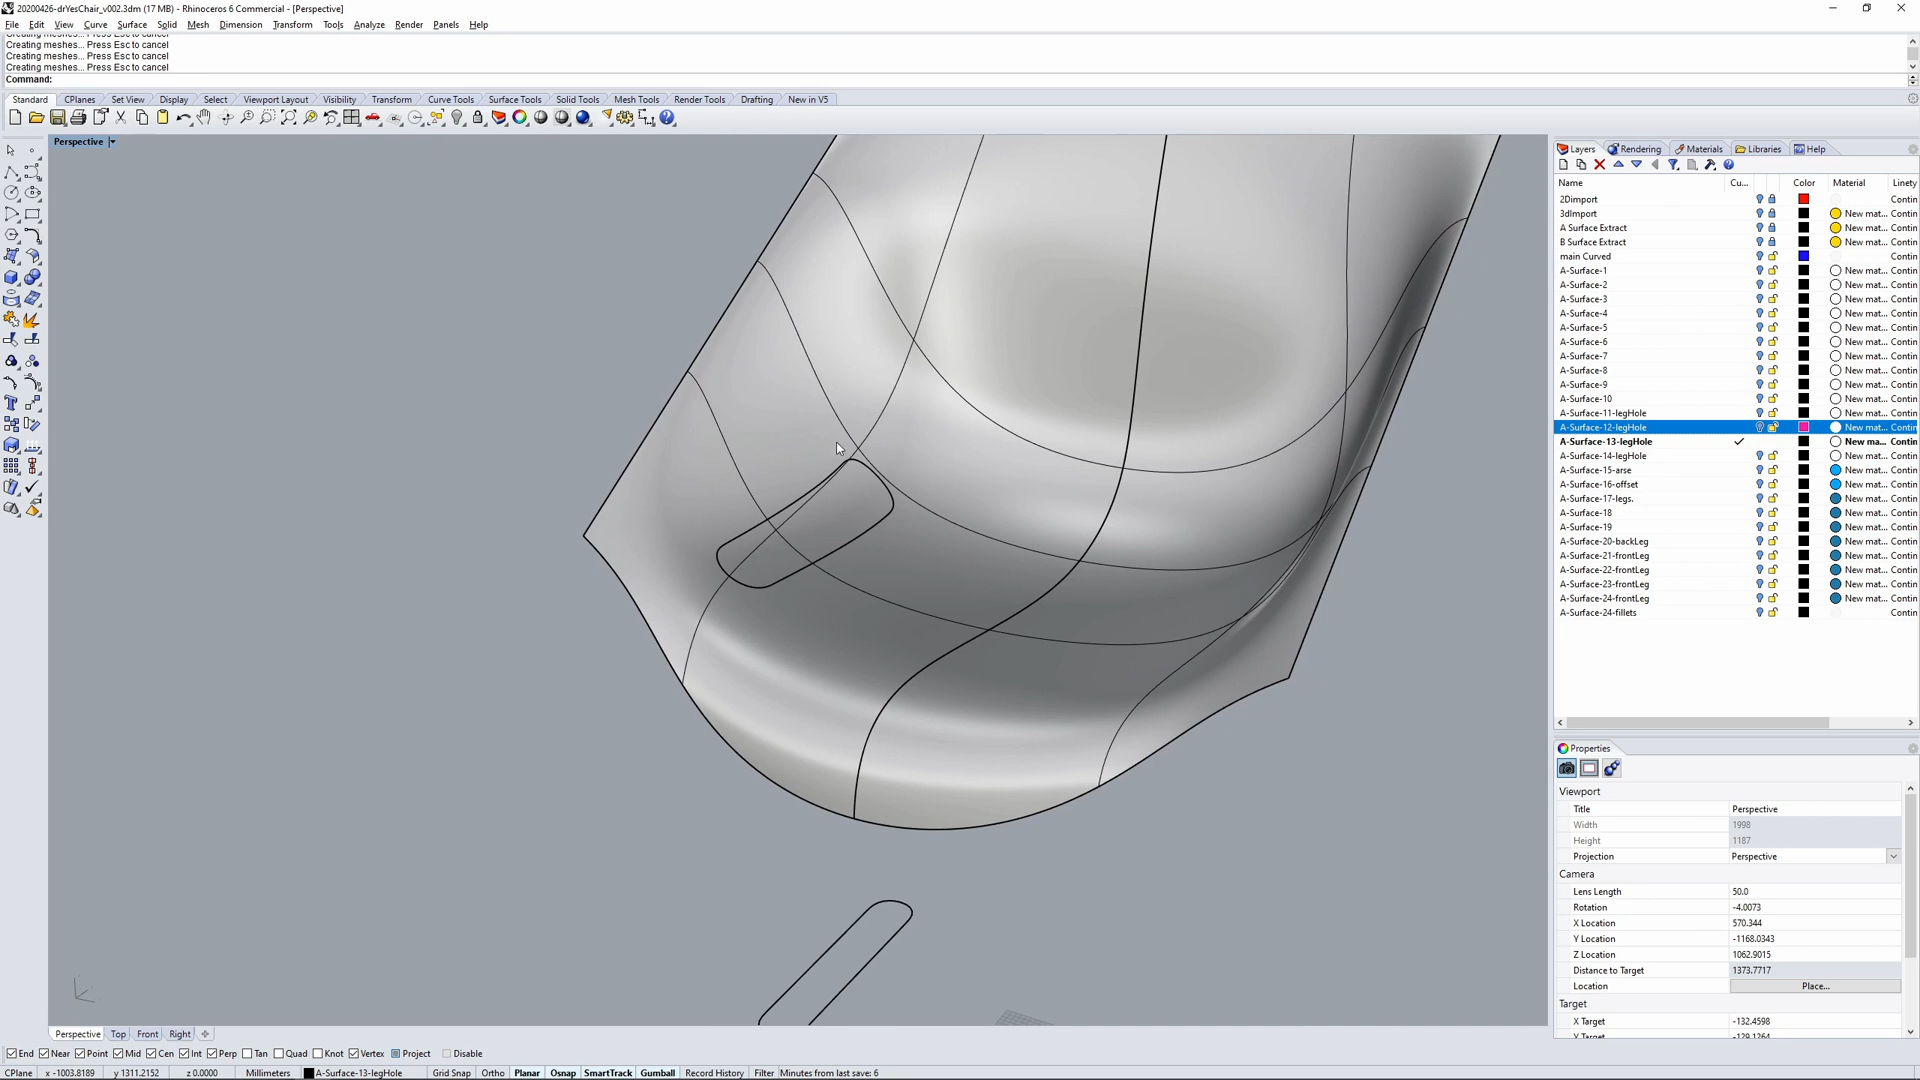 20200426-drYesChair_v002.3dm (17 MB) - Rhinoceros 6 Commercial - [Perspective]
File Edit View Curve Surface Solid Mesh Dimension Transform Tools Analyze Render Panels Help
Creating meshes... Press Esc to cancel
Creating meshes... Press Esc to cancel
Creating meshes... Press Esc to cancel
Creating meshes... Press Esc to cancel
Command:
Standard CPlanes Set View Display Select Viewport Layout Visibility Transform Curve Tools Surface Tools Solid Tools Mesh Tools Render Tools Drafting New in V5
Perspective
Layers Rendering Materials Libraries Help
Name Cu... Color Material Linety
2Dimport Contin
3dImport New mat... Contin
A Surface Extract New mat... Contin
B Surface Extract New mat... Contin
main Curved Contin
A-Surface-1 New mat... Contin
A-Surface-2 New mat... Contin
A-Surface-3 New mat... Contin
A-Surface-4 New mat... Contin
A-Surface-5 New mat... Contin
A-Surface-6 New mat... Contin
A-Surface-7 New mat... Contin
A-Surface-8 New mat... Contin
A-Surface-9 New mat... Contin
A-Surface-10 New mat... Contin
A-Surface-11-legHole New mat... Contin
A-Surface-12-legHole New mat... Contin
A-Surface-13-legHole New ma... Contin
A-Surface-14-legHole New mat... Contin
A-Surface-15-arse New mat... Contin
A-Surface-16-offset New mat... Contin
A-Surface-17-legs. New mat... Contin
A-Surface-18 New mat... Contin
A-Surface-19 New mat... Contin
A-Surface-20-backLeg New mat... Contin
A-Surface-21-frontLeg New mat... Contin
A-Surface-22-frontLeg New mat... Contin
A-Surface-23-frontLeg New mat... Contin
A-Surface-24-frontLeg New mat... Contin
A-Surface-24-fillets Contin
Properties
Viewport
Title Perspective
Width 1998
Height 1187
Projection Perspective
Camera
Lens Length 50.0
Rotation -4.0073
X Location 570.344
Y Location -1168.0343
Z Location 1062.9015
Distance to Target 1373.7717
Location Place...
Target
X Target -132.4598
Y Target -129.1264
Perspective Top Front Right
End Near Point Mid Cen Int Perp Tan Quad Knot Vertex Project Disable
CPlane x -1003.8189 y 1311.2152 z 0.0000 Millimeters A-Surface-13-legHole Grid Snap Ortho Planar Osnap SmartTrack Gumball Record History Filter Minutes from last save: 6